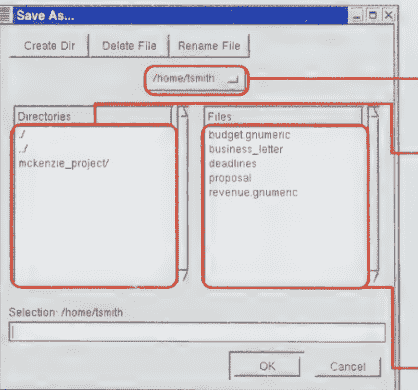 Save As...
Create Dir Delete File Rename File
/home/tsmith
Directories
./
../
mckenzie_project/
Files
budget.gnumeric
business_letter
deadlines
proposal
revenue.gnumeric
Selection: /home/tsmith
OK Cancel